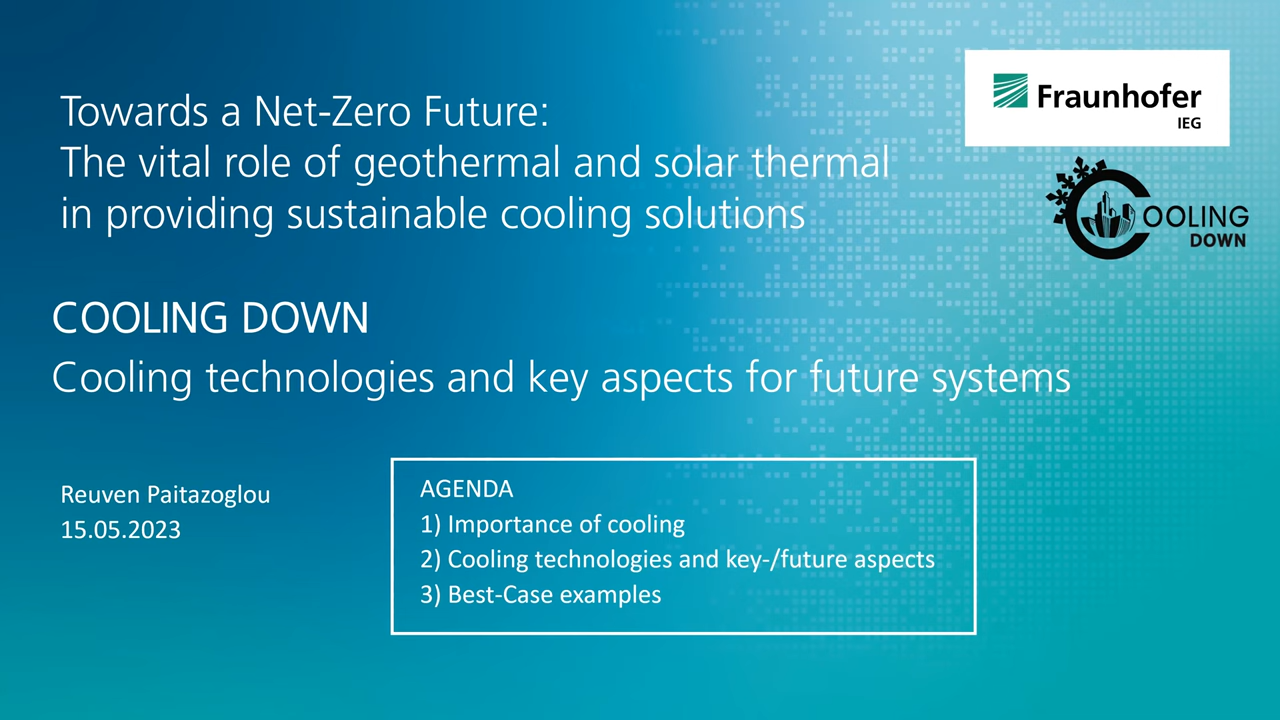 Towards a Net-Zero Future:
The vital role of geothermal and solar thermal
in providing sustainable cooling solutions
Fraunhofer
IEG
COOLING
DOWN
COOLING DOWN
Cooling technologies and key aspects for future systems
Reuven Paitazoglou
15.05.2023
AGENDA
1) Importance of cooling
2) Cooling technologies and key-/future aspects
3) Best-Case examples